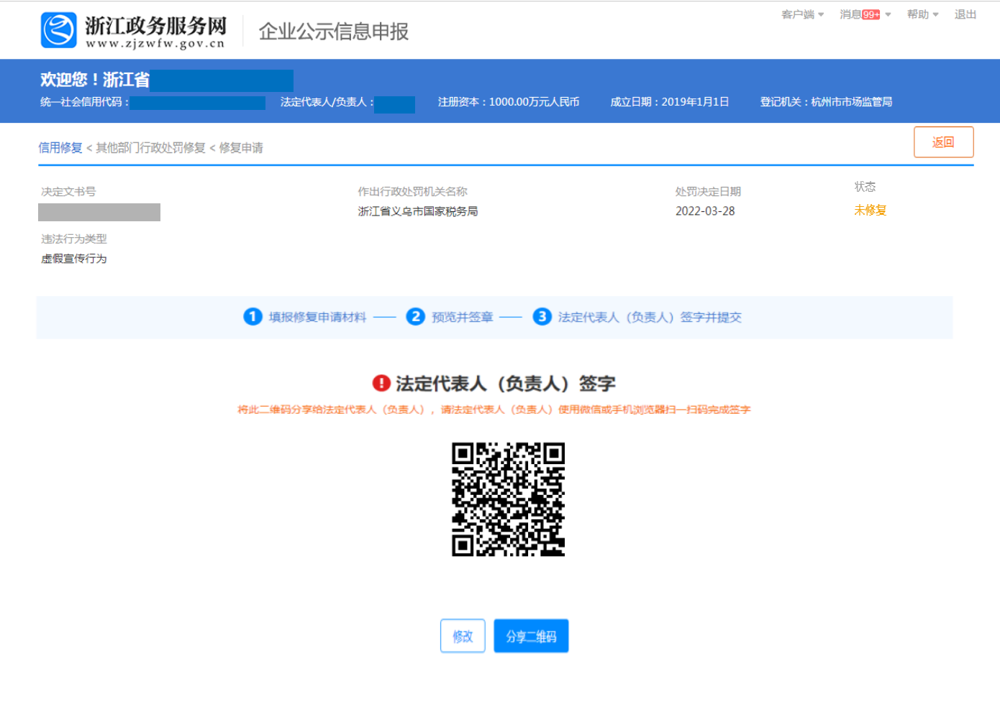 客户端 消息 99+ 帮助 退出
浙江政务服务网 企业公示信息申报
www.zjzwfw.gov.cn
欢迎您！浙江省
统一社会信用代码： 法定代表人/负责人： 注册资本：1000.00万元人民币 成立日期：2019年1月1日 登记机关：杭州市市场监管局
信用修复 < 其他部门行政处罚修复 < 修复申请 返回
决定文书号 作出行政处罚机关名称 处罚决定日期 状态
浙江省义乌市国家税务局 2022-03-28 未修复
违法行为类型
虚假宣传行为
1 填报修复申请材料 2 预览并签章 3 法定代表人（负责人）签字并提交
! 法定代表人（负责人）签字
将此二维码分享给法定代表人（负责人），请法定代表人（负责人）使用微信或手机浏览器扫一扫码完成签字
修改 分享二维码